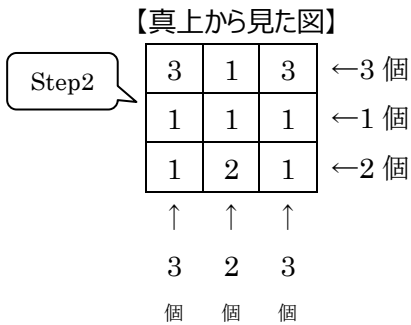 【真上から見た図】
Step2
3 1 3 ←3 個
1 1 1 ←1 個
1 2 1 ←2 個
↑ ↑ ↑
3 2 3
個 個 個